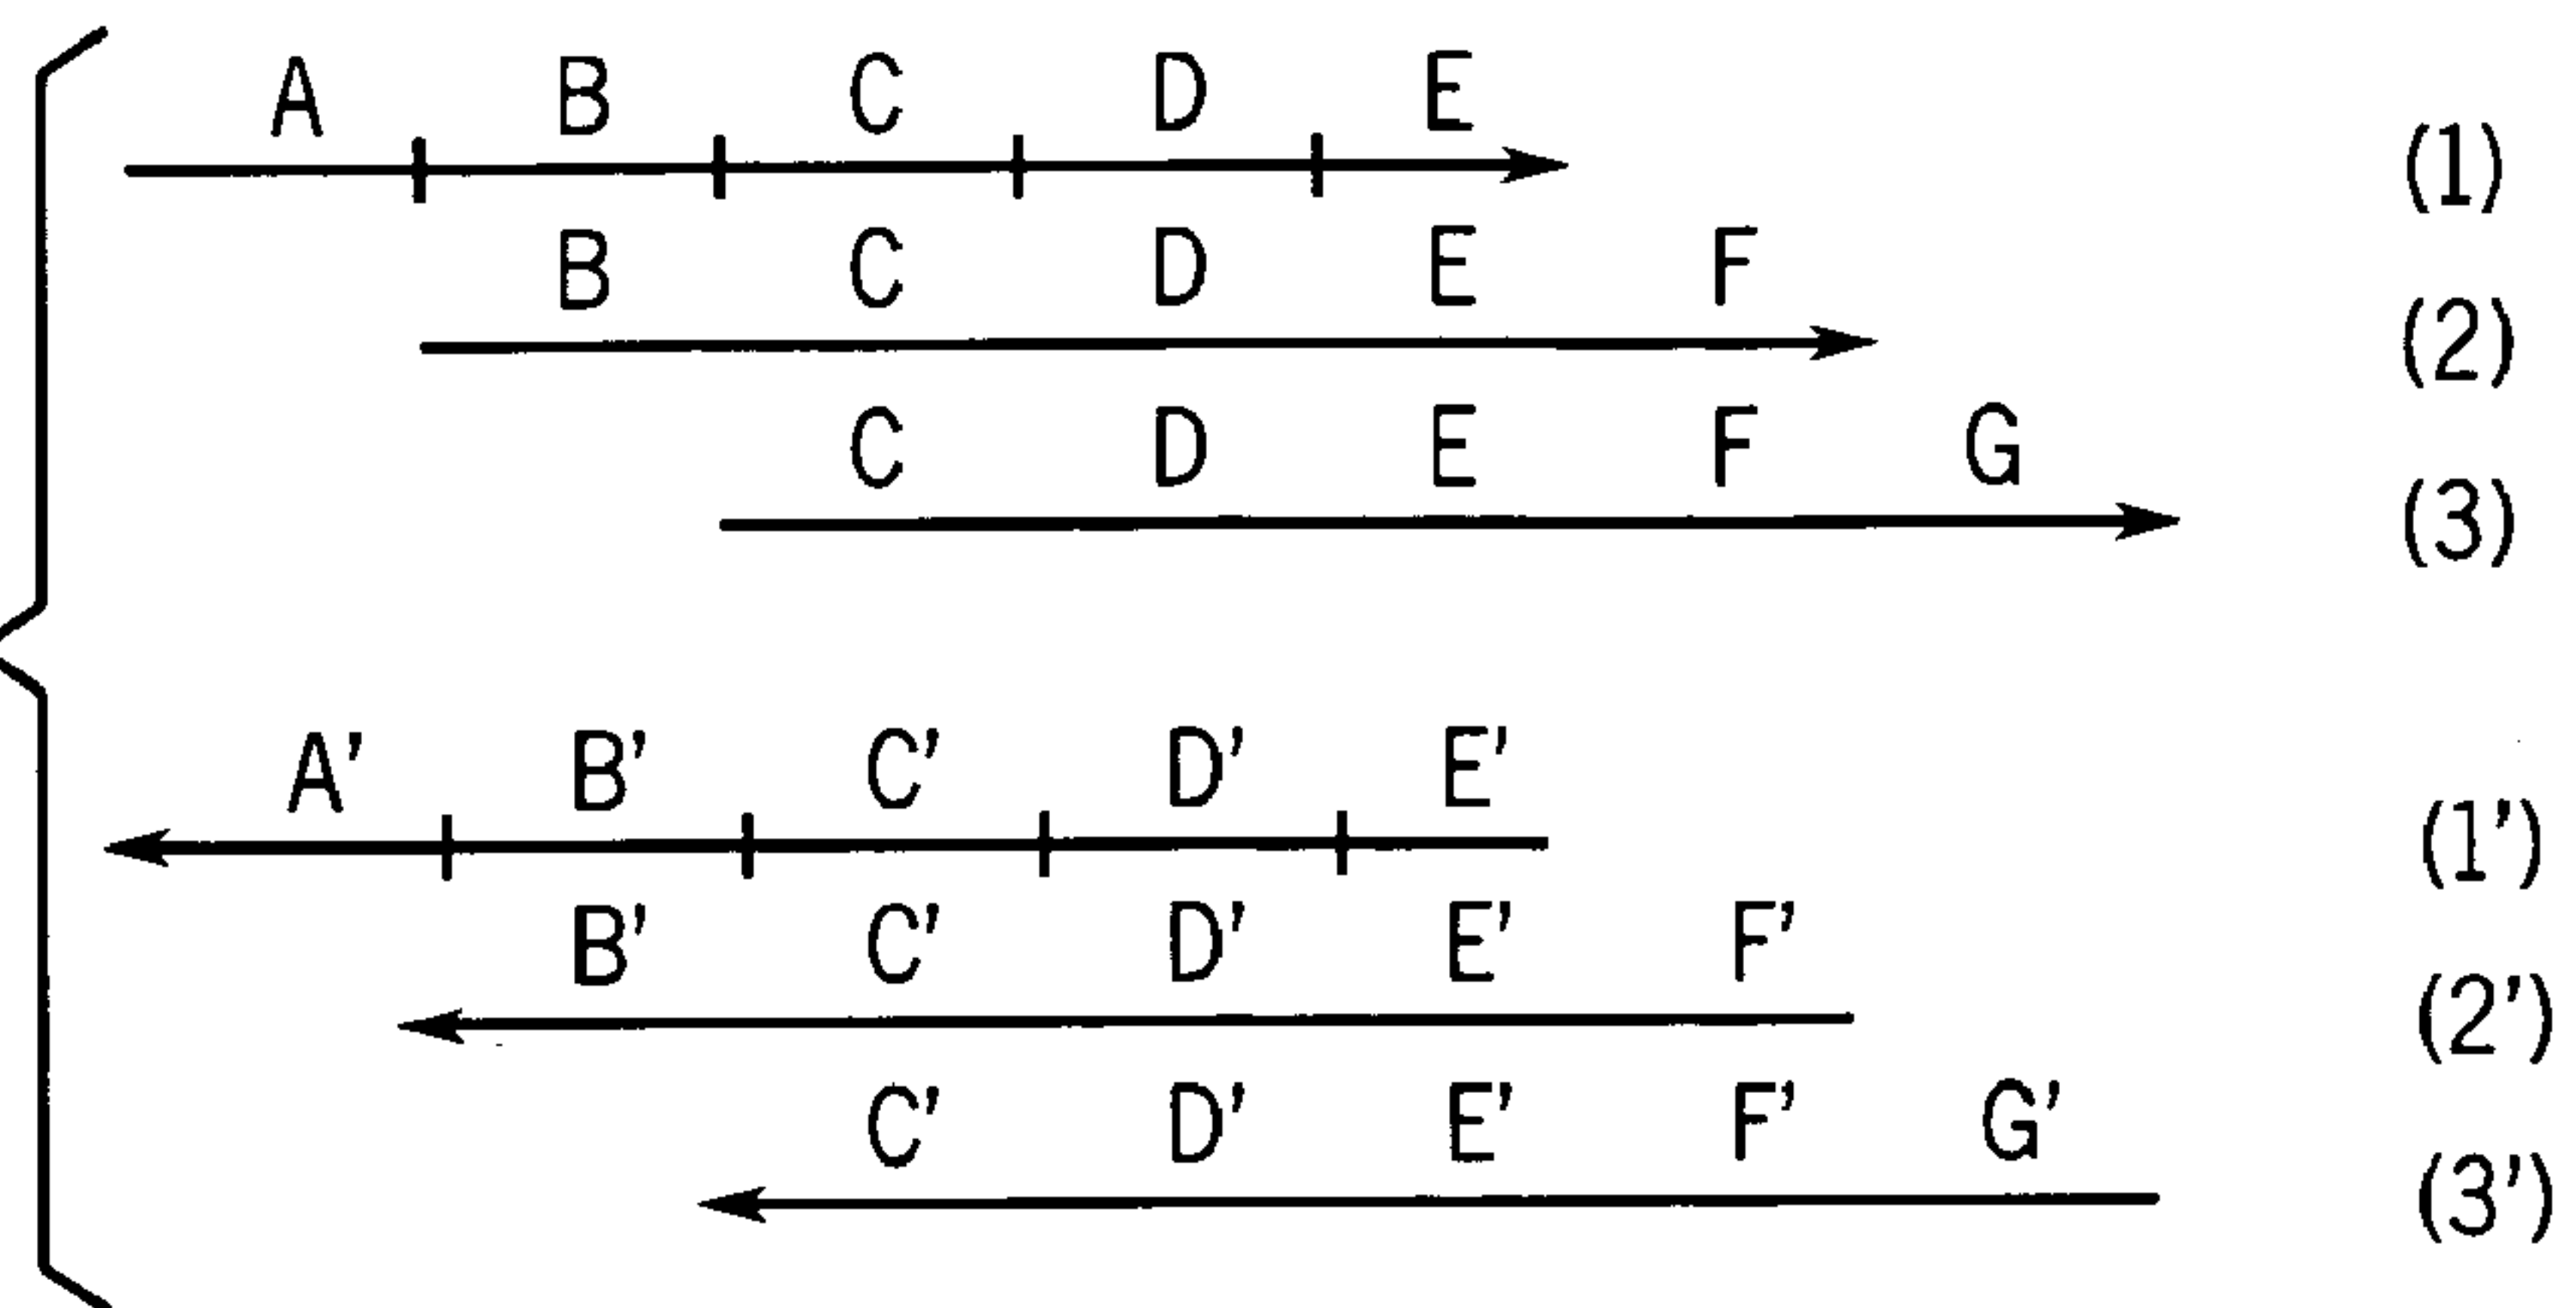 A B C D E (1)
B C D E F (2)
C D E F G (3)
A' B' C' D' E' (1')
B' C' D' E' F' (2')
C' D' E' F' G' (3')